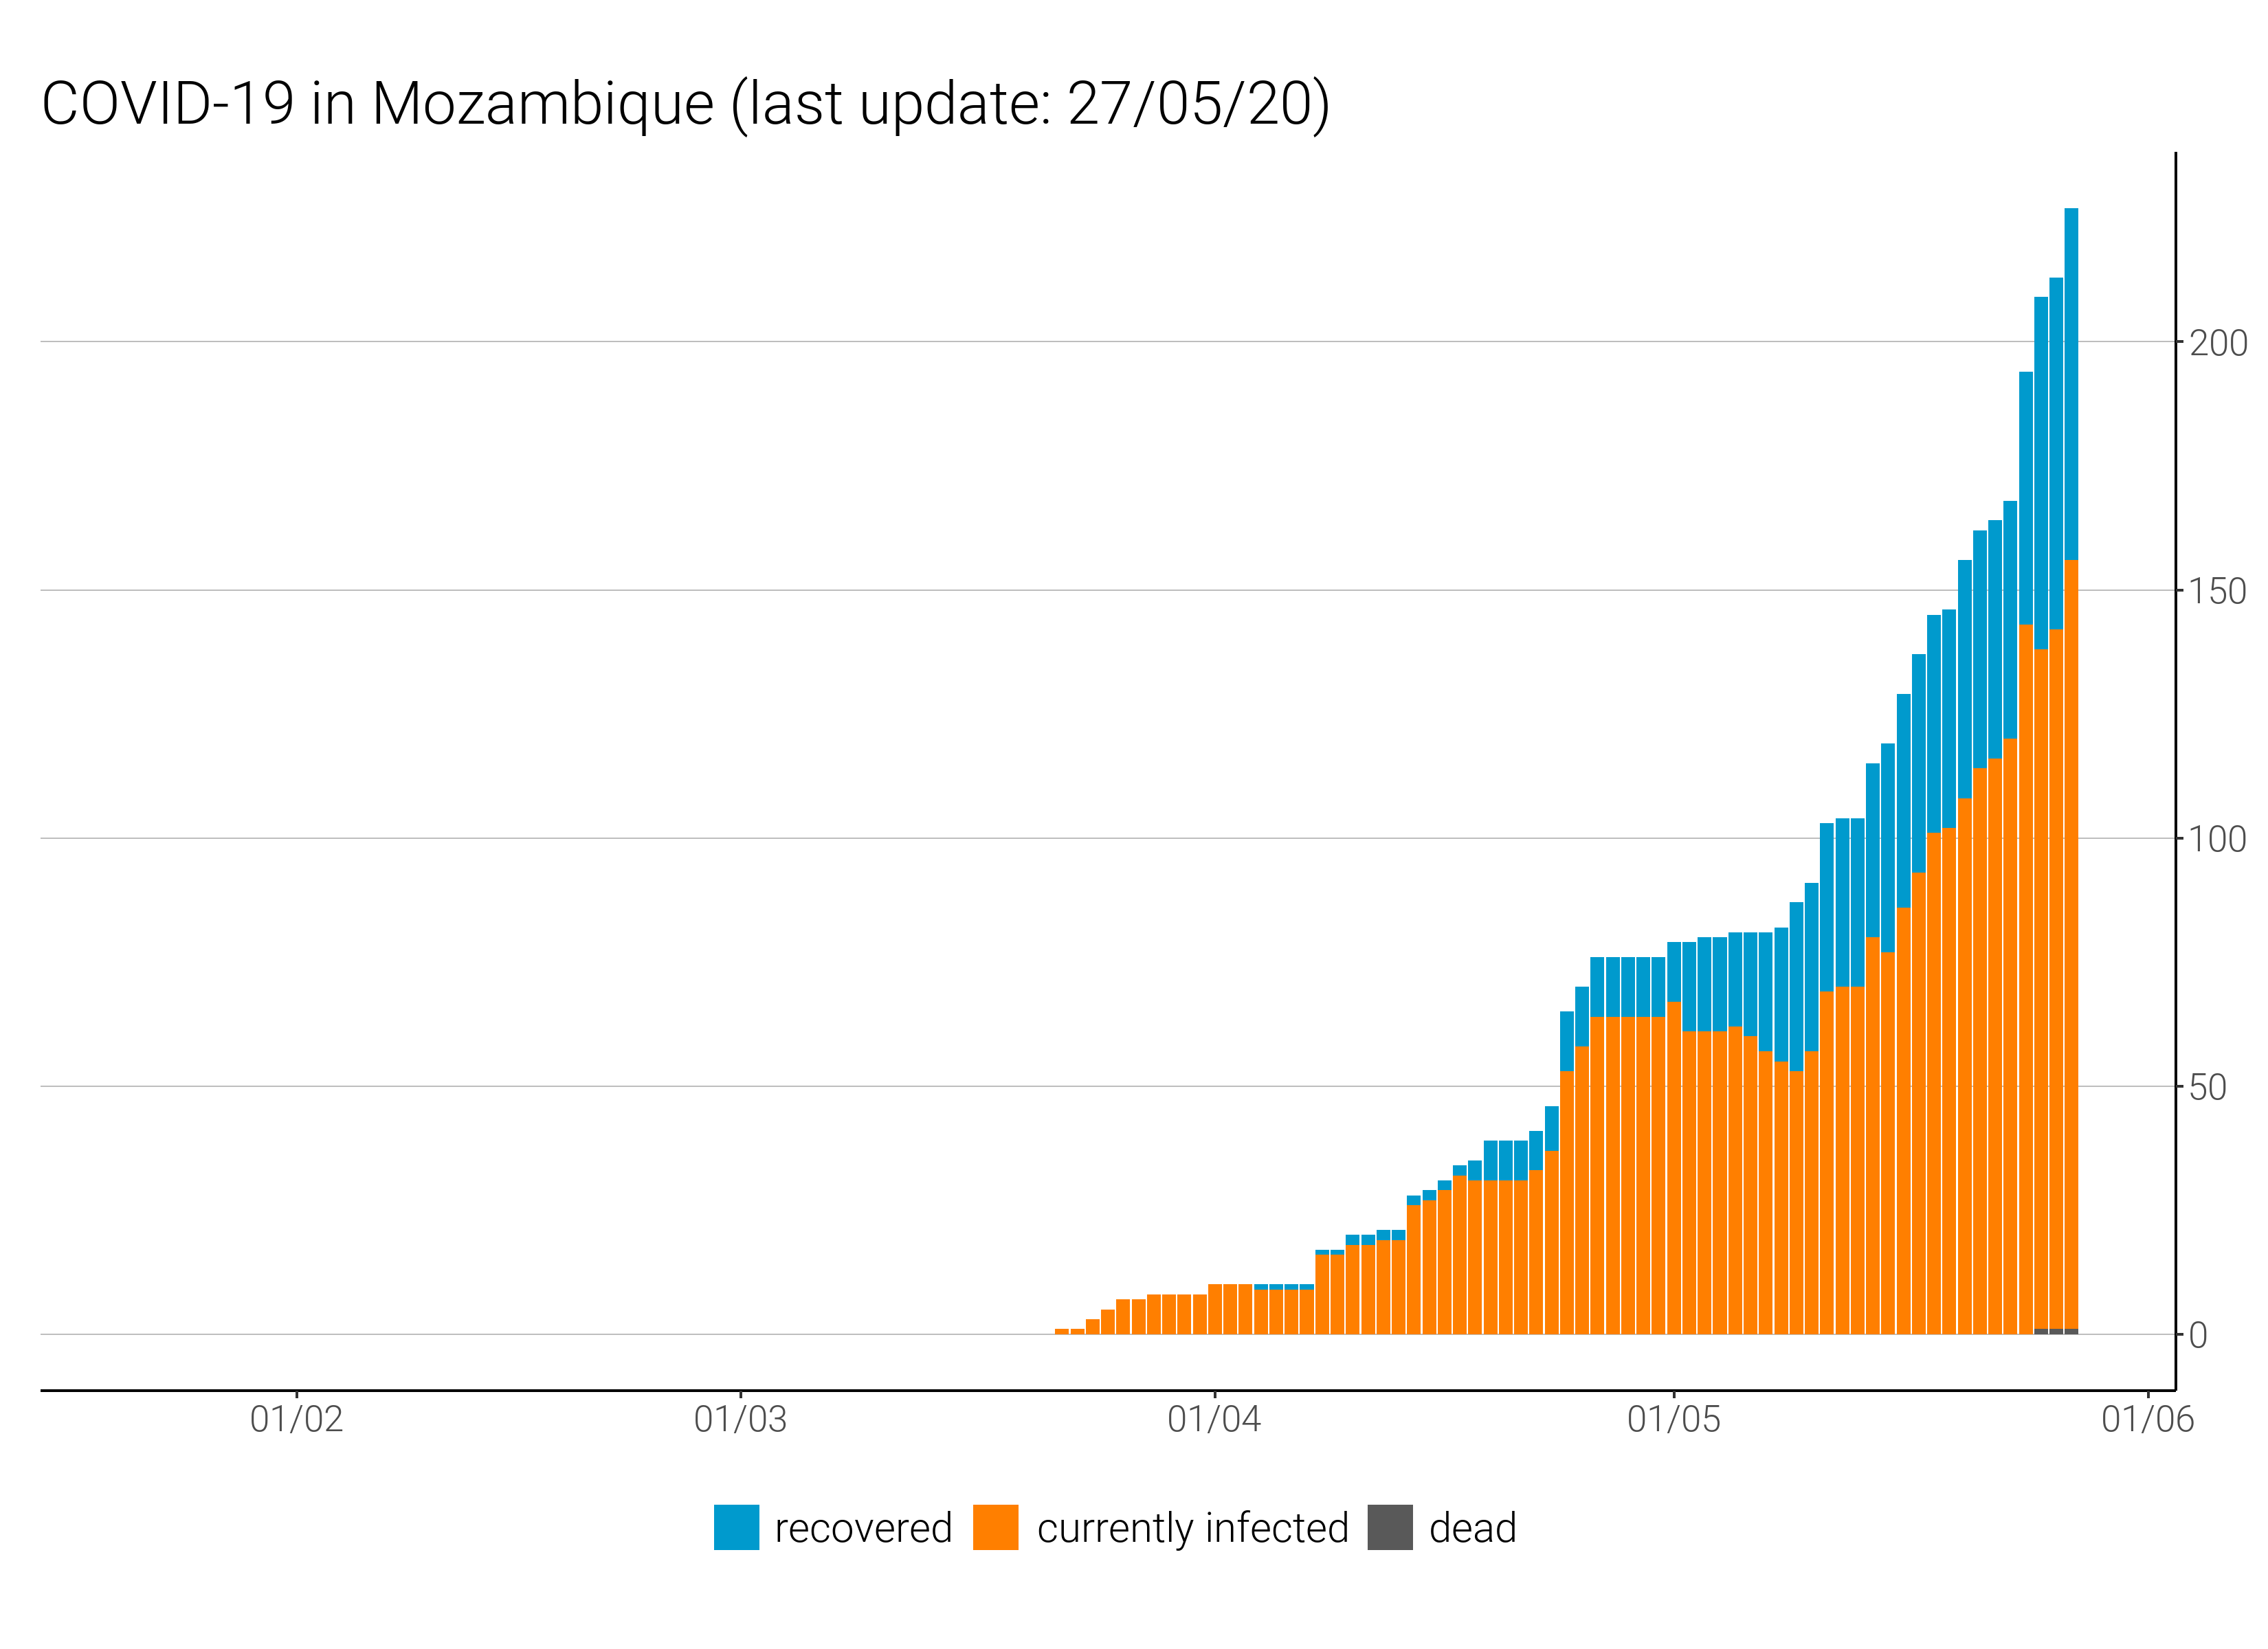 COVID-19 in Mozambique (last update: 27/05/20)
200
150
100
50
0
01/02 01/03 01/04 01/05 01/06
recovered currently infected dead